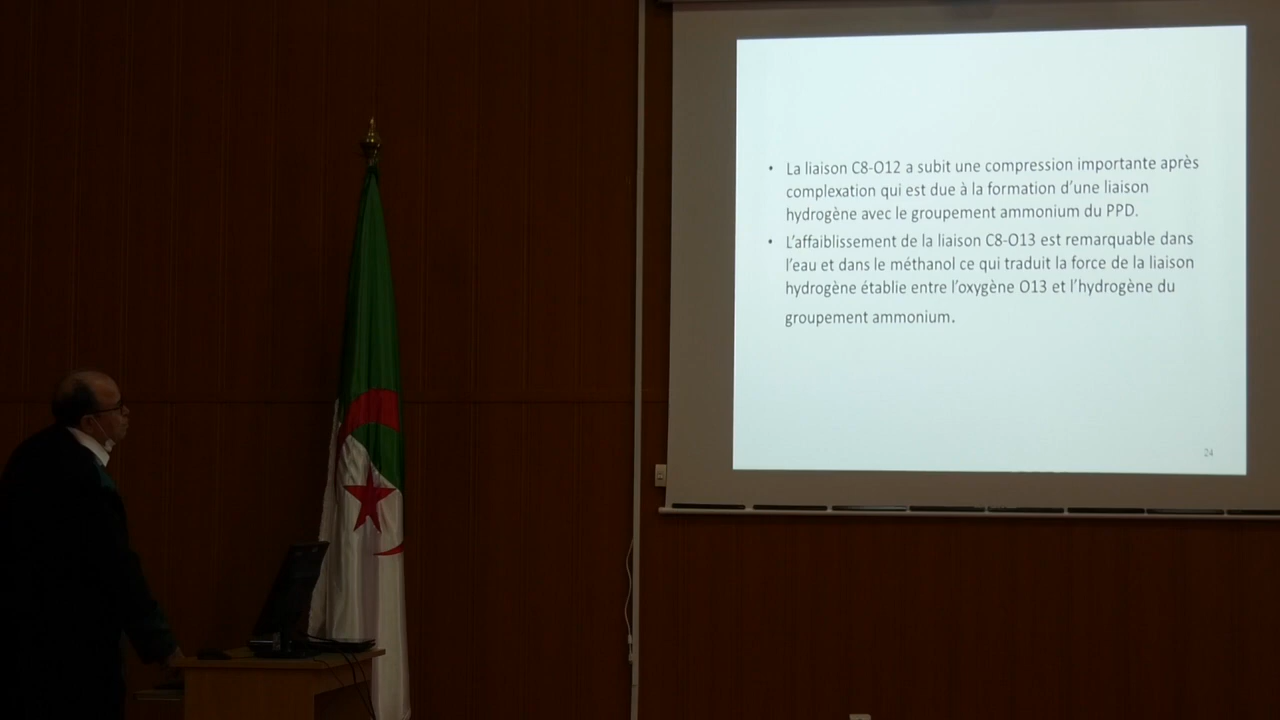 • La liaison C8-O12 a subit une compression importante après
complexation qui est due à la formation d'une liaison
hydrogène avec le groupement ammonium du PPD.
• L'affaiblissement de la liaison C8-O13 est remarquable dans
l'eau et dans le méthanol ce qui traduit la force de la liaison
hydrogène établie entre l'oxygène O13 et l'hydrogène du
groupement ammonium.
24